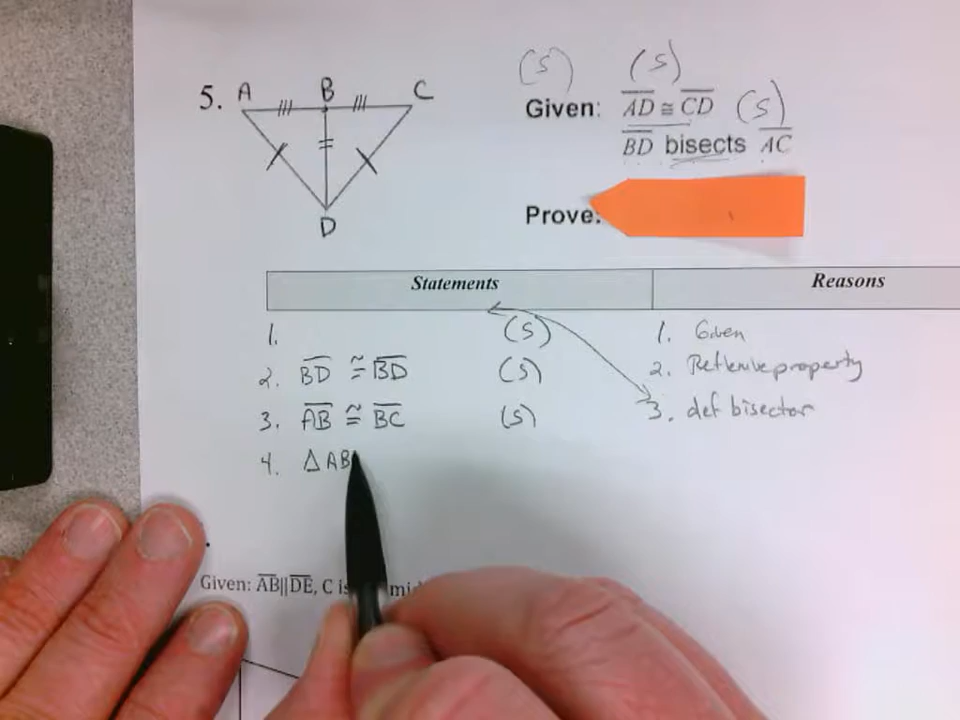 5. A B C
D
(S) (S)
Given: AD ≅ CD (S)
BD bisects AC
Prove:
Statements Reasons
1. (S) 1. Given
2. BD ≅ BD (S) 2. Reflexive property
3. AB ≅ BC (S) 3. def bisector
4. △AB
Given: AB||DE, C is mi